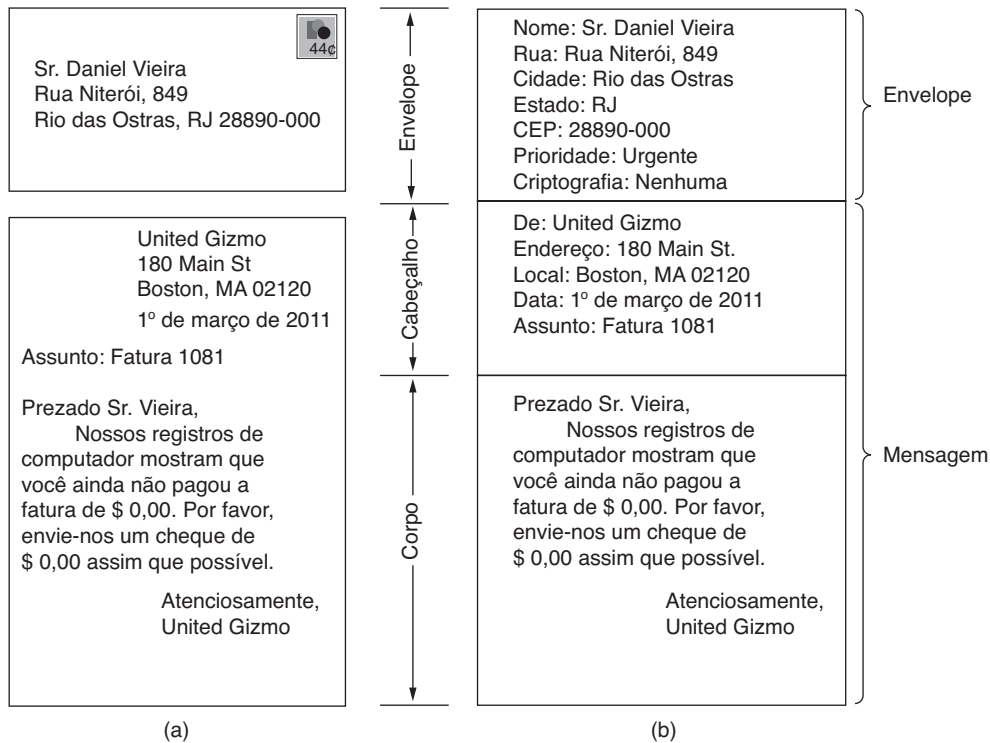 44¢
Sr. Daniel Vieira
Rua Niterói, 849
Rio das Ostras, RJ 28890-000
United Gizmo
180 Main St
Boston, MA 02120
1º de março de 2011
Assunto: Fatura 1081
Prezado Sr. Vieira,
Nossos registros de
computador mostram que
você ainda não pagou a
fatura de $ 0,00. Por favor,
envie-nos um cheque de
$ 0,00 assim que possível.
Atenciosamente,
United Gizmo
(a)
Envelope
Cabeçalho
Corpo
Nome: Sr. Daniel Vieira
Rua: Rua Niterói, 849
Cidade: Rio das Ostras
Estado: RJ
CEP: 28890-000
Prioridade: Urgente
Criptografia: Nenhuma
De: United Gizmo
Endereço: 180 Main St.
Local: Boston, MA 02120
Data: 1º de março de 2011
Assunto: Fatura 1081
Prezado Sr. Vieira,
Nossos registros de
computador mostram que
você ainda não pagou a
fatura de $ 0,00. Por favor,
envie-nos um cheque de
$ 0,00 assim que possível.
Atenciosamente,
United Gizmo
(b)
Envelope
Mensagem